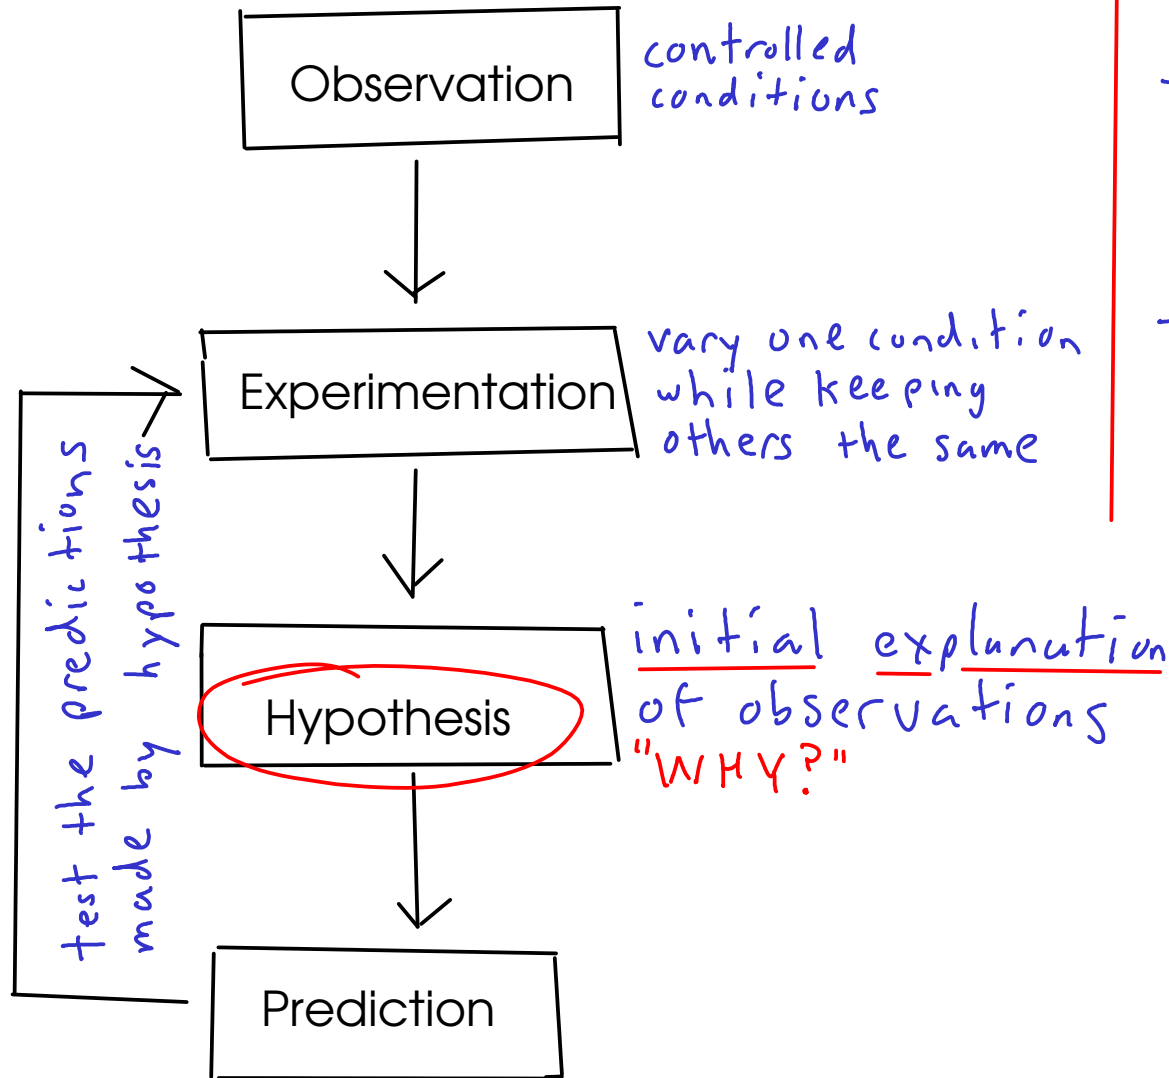 Observation
controlled
conditions
Experimentation
vary one condition
while keeping
others the same
test the predictions
made by hypothesis
Hypothesis
initial explanation
of observations
"WHY?"
Prediction